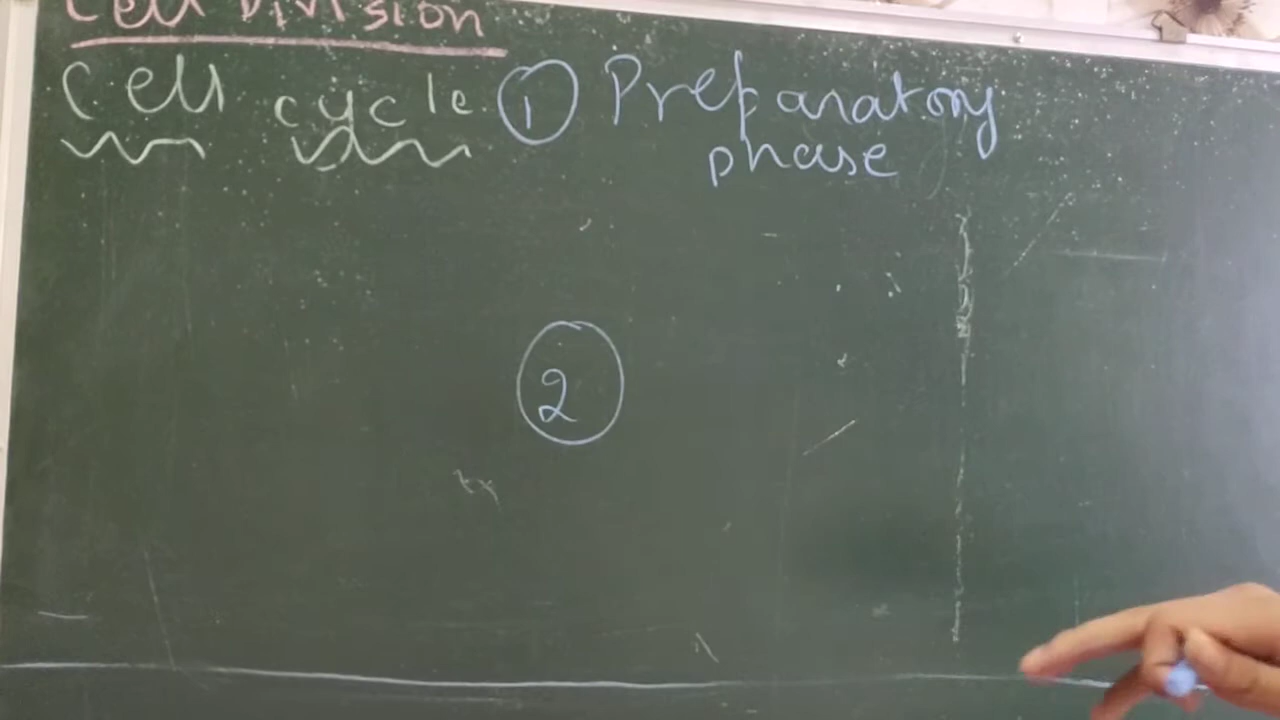 Cell Division
Cell cycle ① Preparatory
phase
②